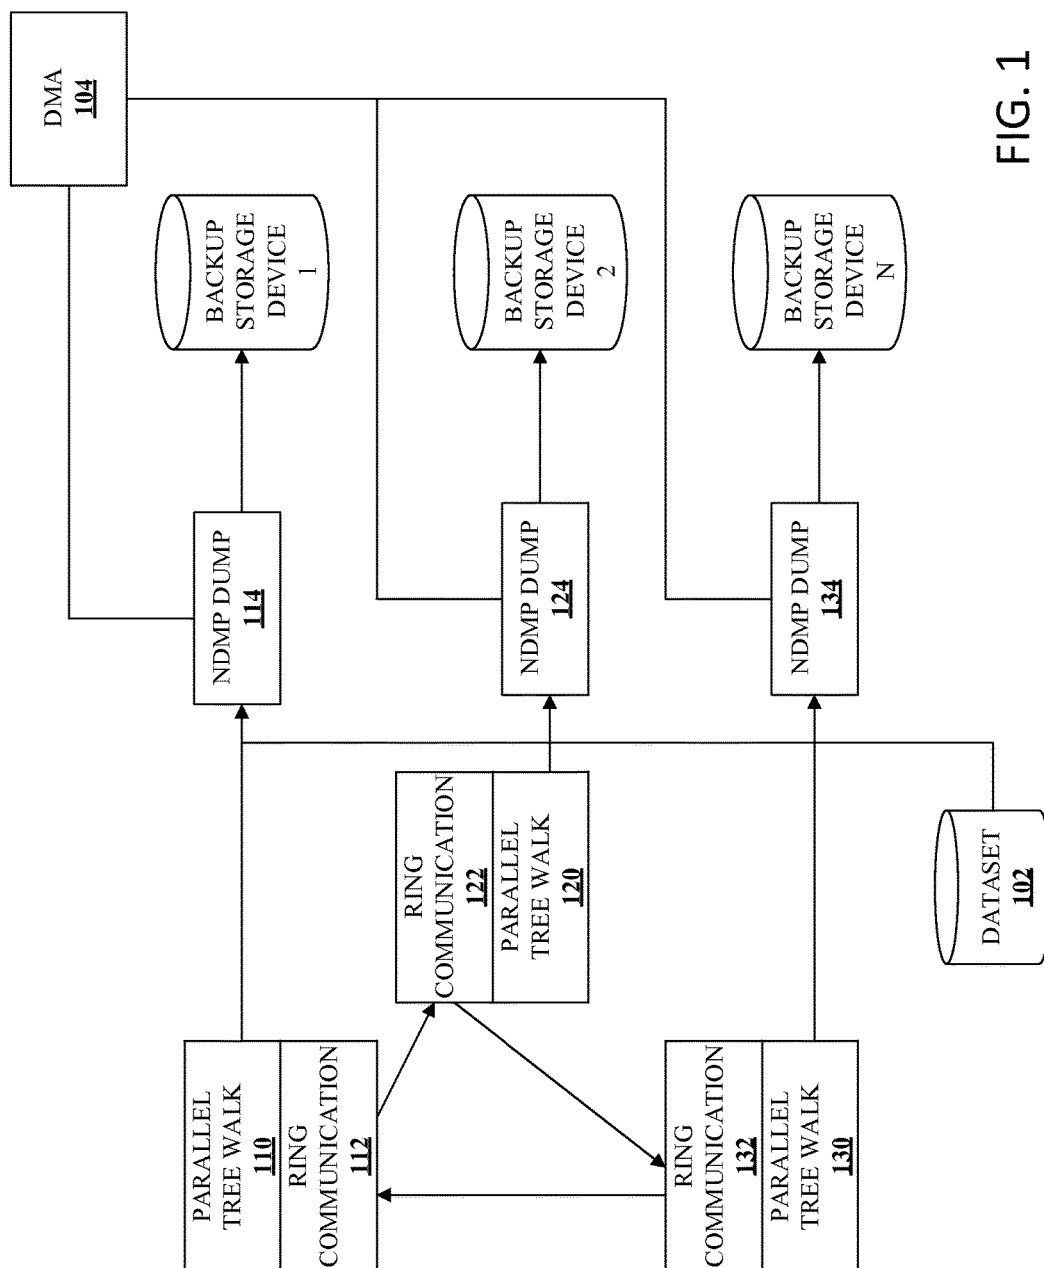 PARALLEL
TREE WALK
110
RING
COMMUNICATION
112
NDMP DUMP
114
BACKUP
STORAGE
DEVICE
1
DMA
104
RING
COMMUNICATION
122
PARALLEL
TREE WALK
120
NDMP DUMP
124
BACKUP
STORAGE
DEVICE
2
RING
COMMUNICATION
132
PARALLEL
TREE WALK
130
NDMP DUMP
134
BACKUP
STORAGE
DEVICE
N
DATASET
102
FIG. 1